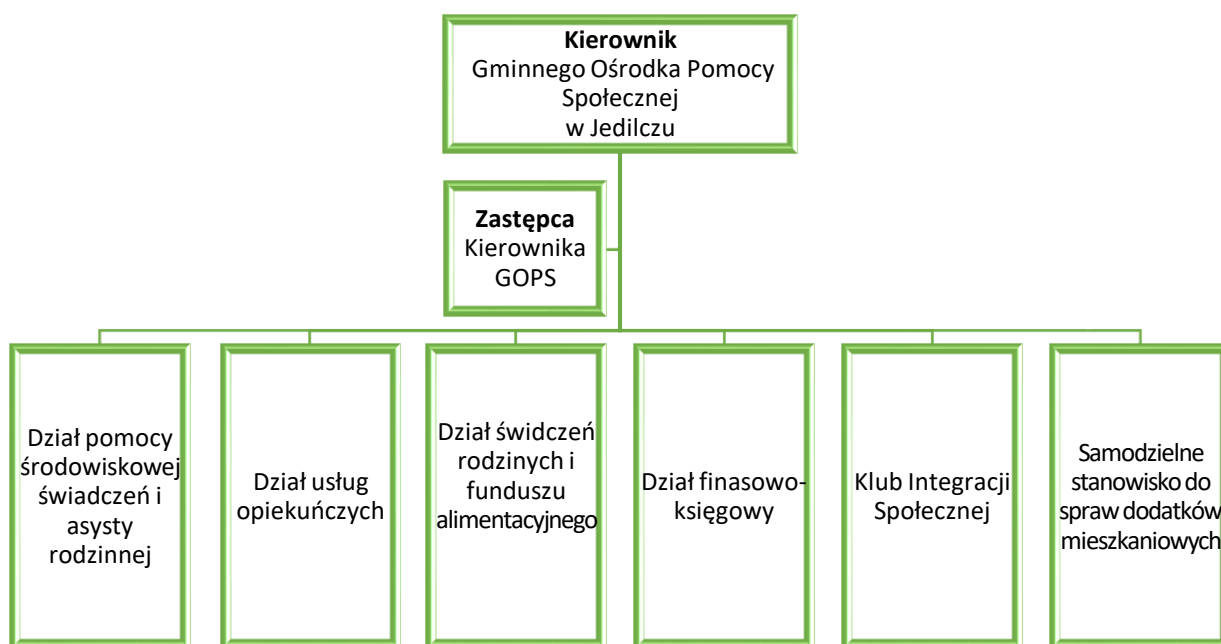 Kierownik
Gminnego Ośrodka Pomocy
Społecznej
w Jedilczu
Zastępca
Kierownika
GOPS
Dział pomocy
środowiskowej
świadczeń i
asysty
rodzinnej
Dział usług
opiekuńczych
Dział świdczeń
rodzinych i
funduszu
alimentacyjnego
Dział finasowo-
księgowy
Klub Integracji
Społecznej
Samodzielne
stanowisko do
spraw dodatków
mieszkaniowych